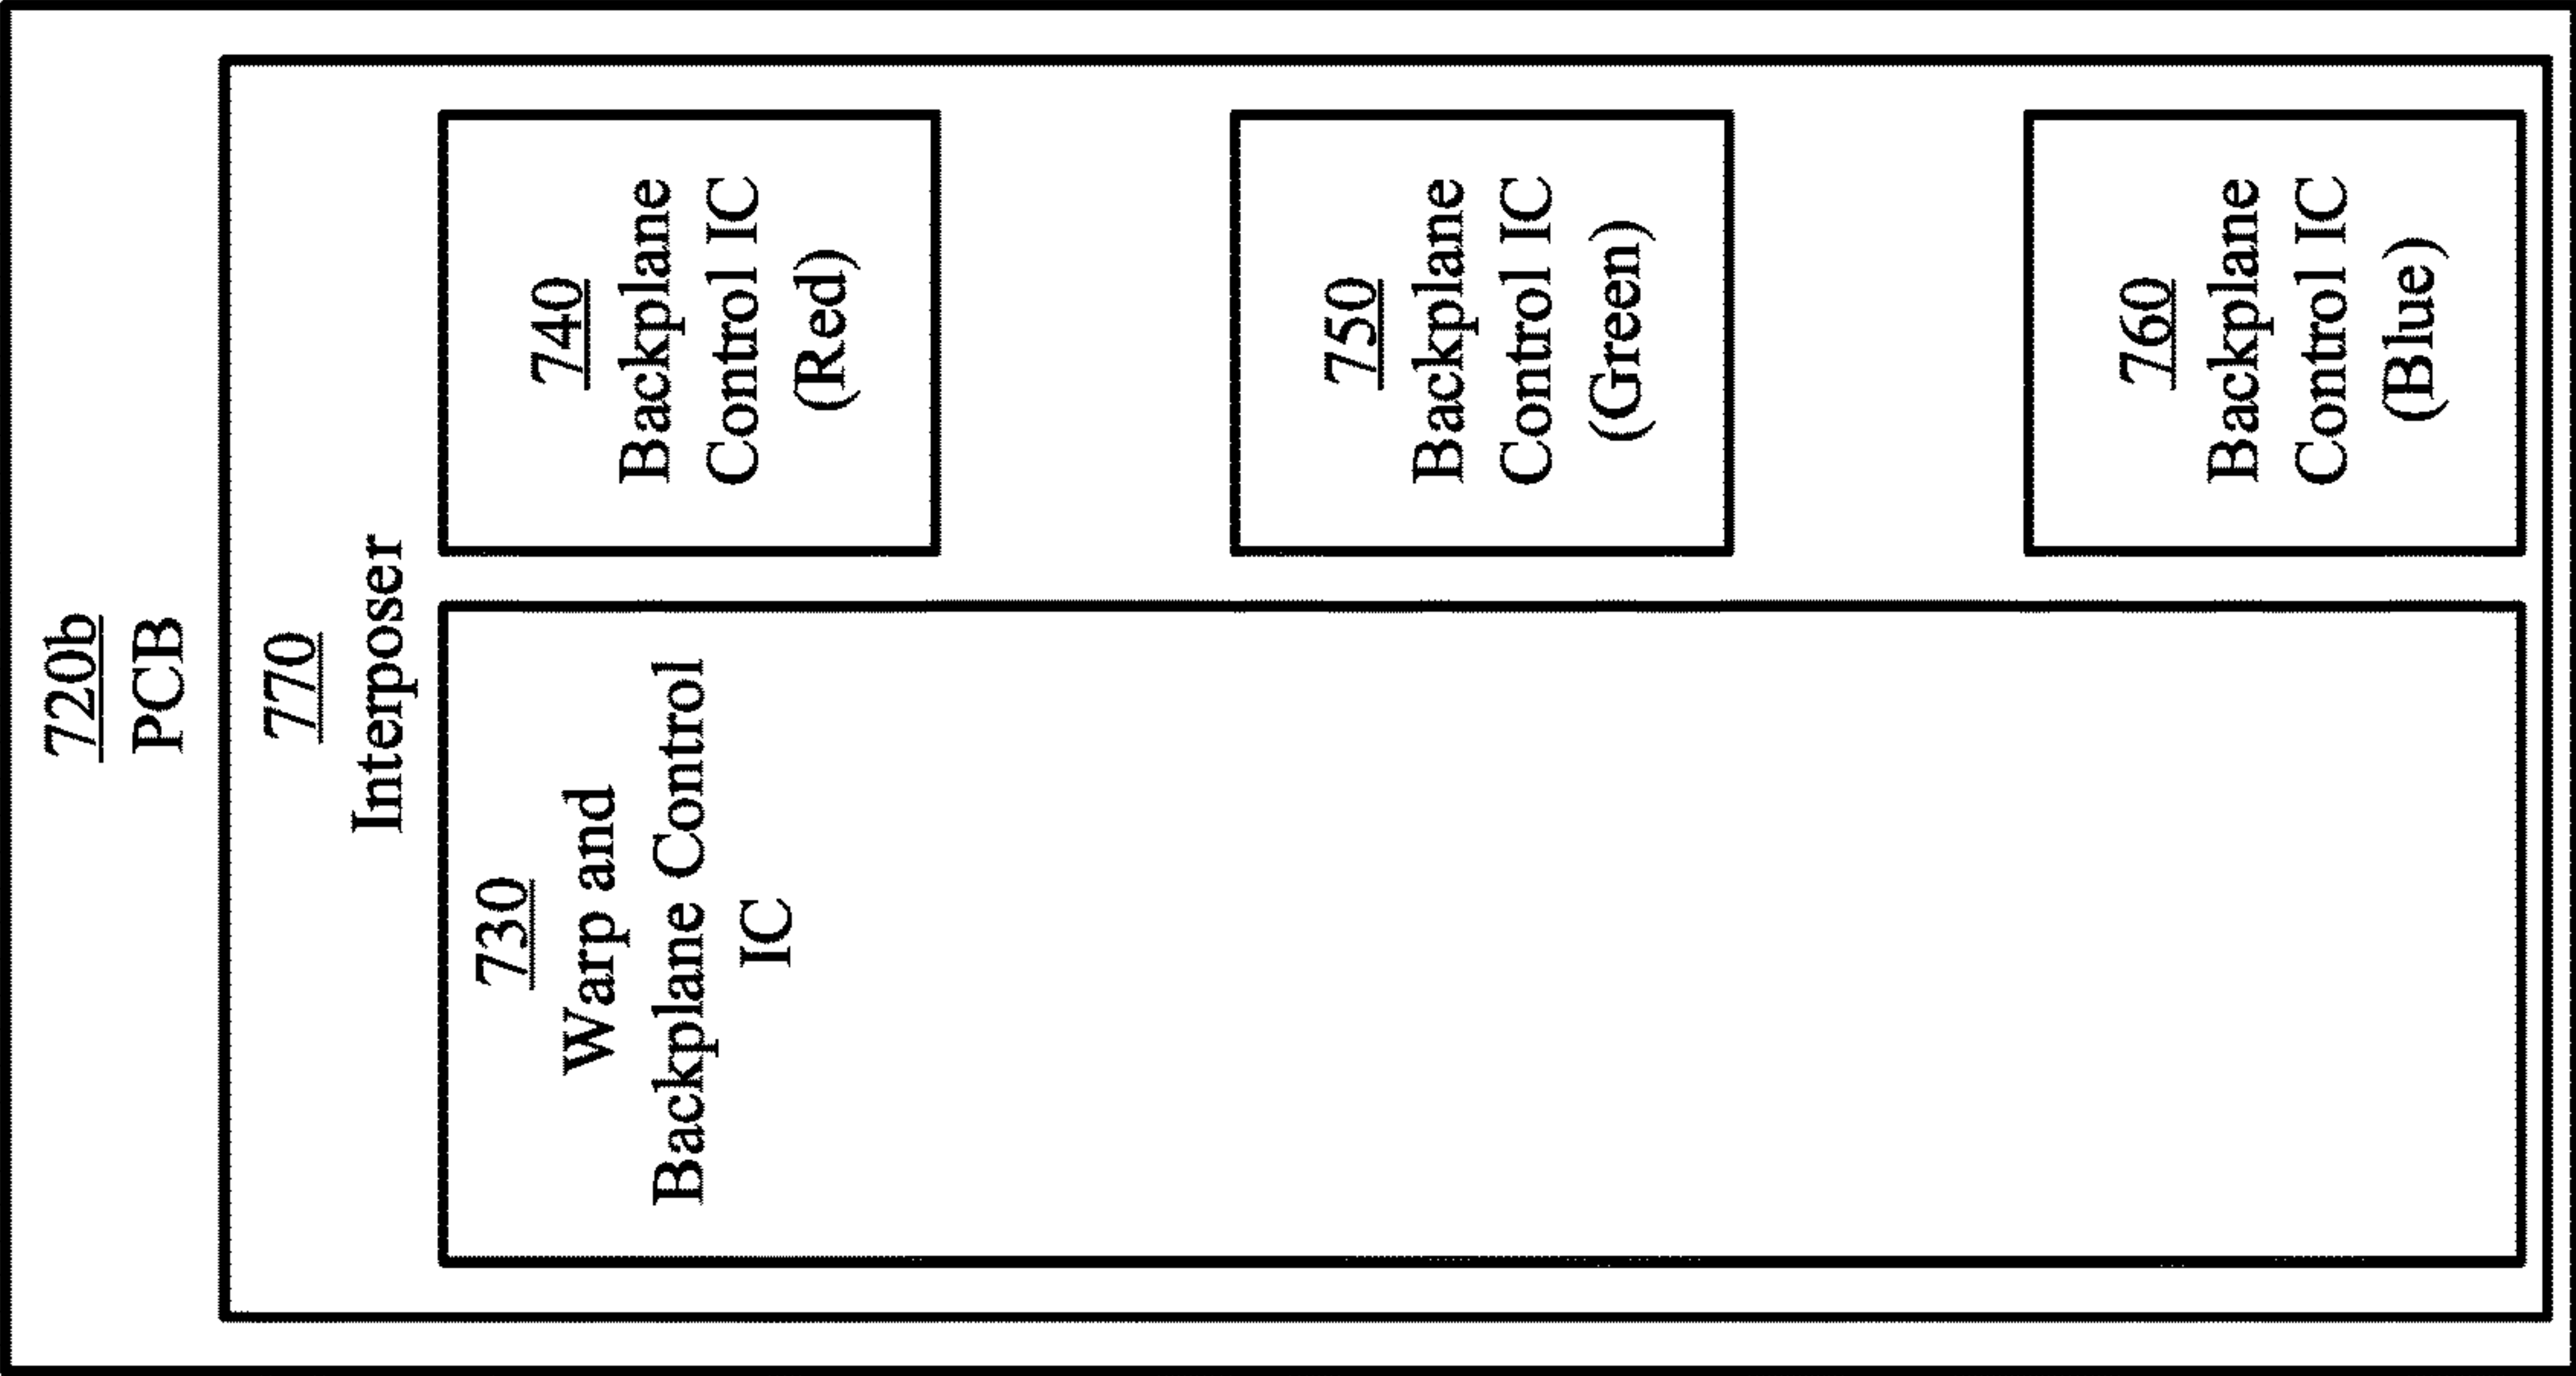 720b
PCB
770
Interposer
730
Warp and
Backplane Control
IC
740
Backplane
Control IC
(Red)
750
Backplane
Control IC
(Green)
760
Backplane
Control IC
(Blue)